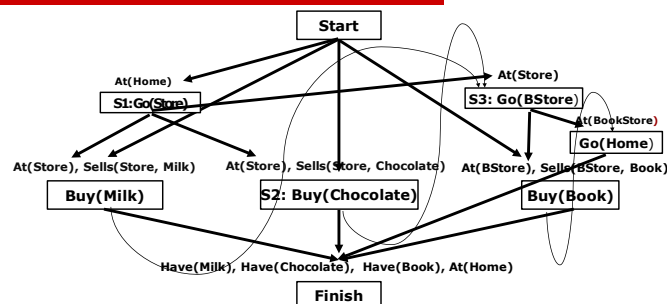 Start
At(Home)
At(Store)
S1:Go(Store)
S3: Go(BStore)
At(BookStore)
Go(Home)
At(Store), Sells(Store, Milk)
At(Store), Sells(Store, Chocolate)
At(BStore), Sells(BStore, Book)
Buy(Milk)
S2: Buy(Chocolate)
Buy(Book)
Have(Milk), Have(Chocolate), Have(Book), At(Home)
Finish